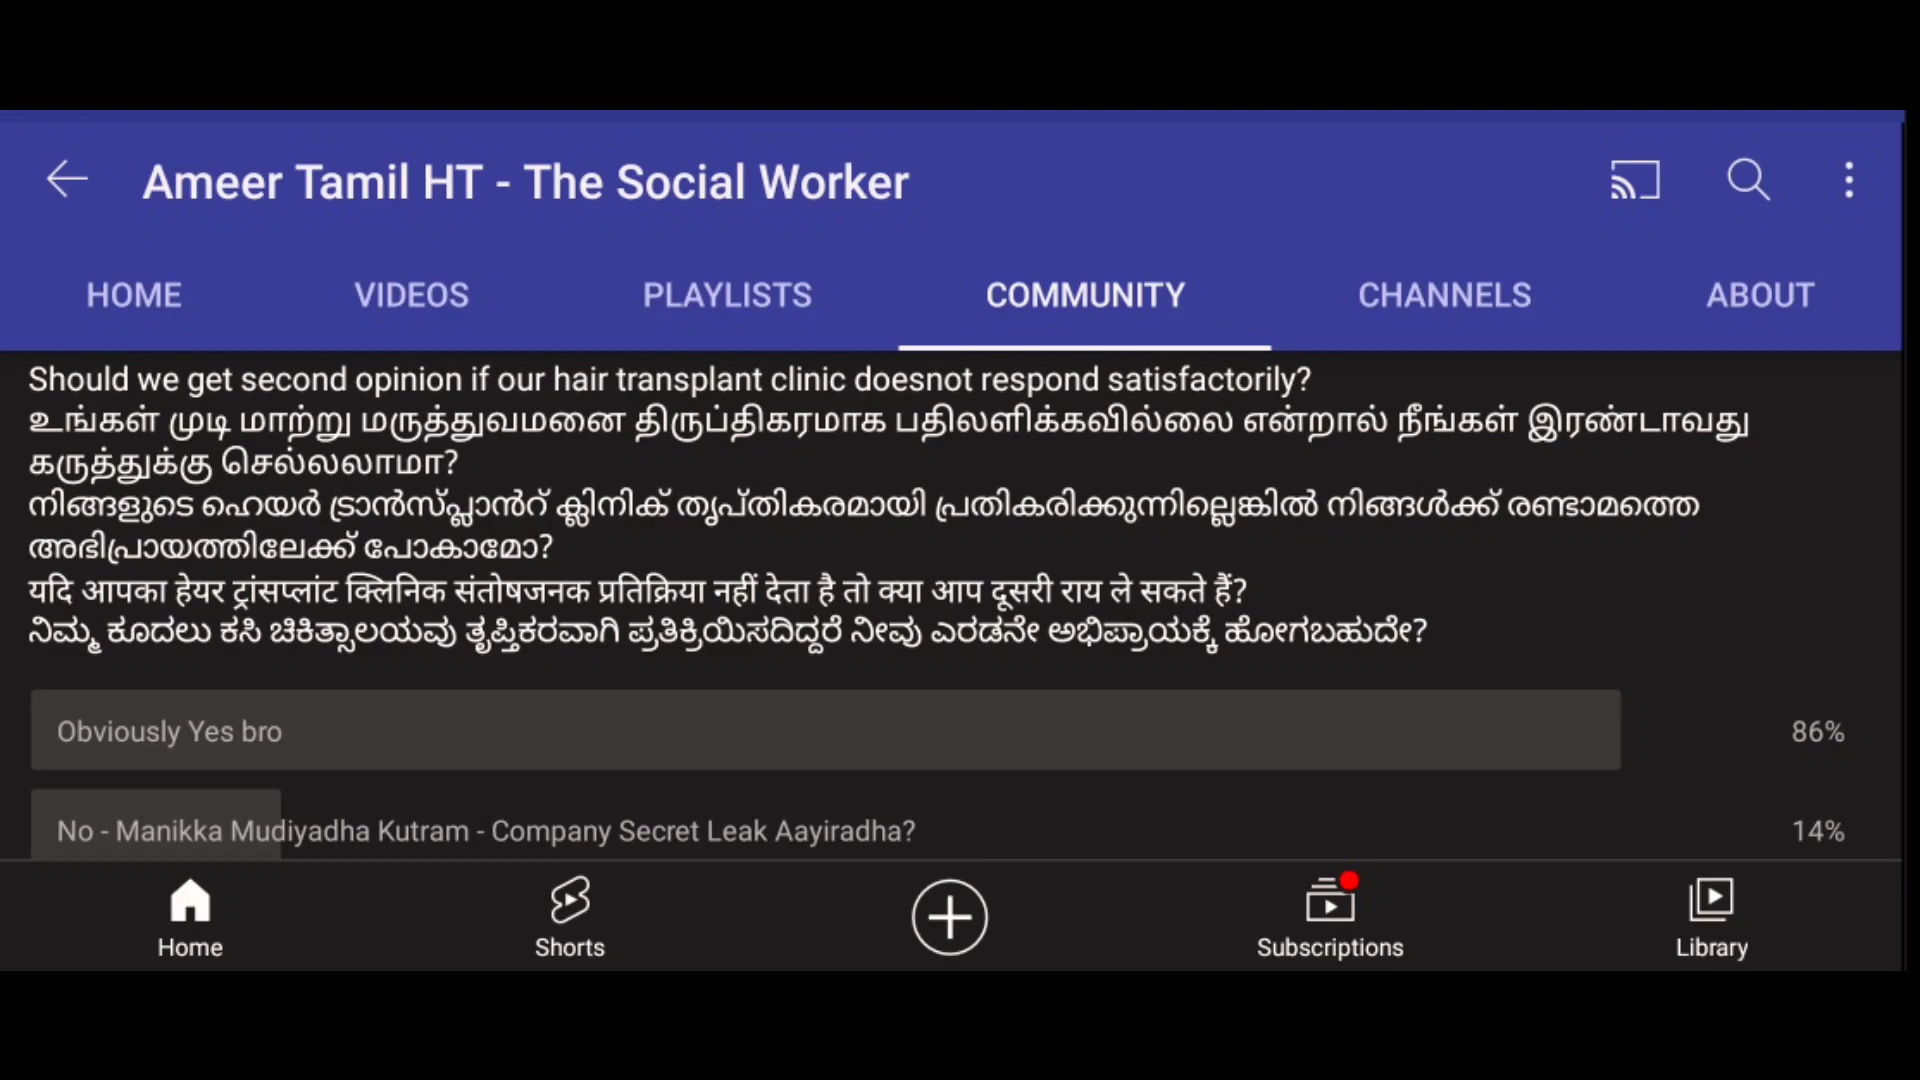 Ameer Tamil HT - The Social Worker
HOME VIDEOS PLAYLISTS COMMUNITY CHANNELS ABOUT
Should we get second opinion if our hair transplant clinic doesnot respond satisfactorily?
உங்கள் முடி மாற்று மருத்துவமனை திருப்திகரமாக பதிலளிக்கவில்லை என்றால் நீங்கள் இரண்டாவது
கருத்துக்கு செல்லலாமா?
നിങ്ങളുടെ ഹെയർ ട്രാൻസ്പ്ലാൻറ് ക്ലിനിക് തൃപ്തികരമായി പ്രതികരിക്കുന്നില്ലെങ്കിൽ നിങ്ങൾക്ക് രണ്ടാമത്തെ
അഭിപ്രായത്തിലേക്ക് പോകാമോ?
यदि आपका हेयर ट्रांसप्लांट क्लिनिक संतोषजनक प्रतिक्रिया नहीं देता है तो क्या आप दूसरी राय ले सकते हैं?
ನಿಮ್ಮ ಕೂದಲು ಕಸಿ ಚಿಕಿತ್ಸಾಲಯವು ತೃಪ್ತಿಕರವಾಗಿ ಪ್ರತಿಕ್ರಿಯಿಸದಿದ್ದರೆ ನೀವು ಎರಡನೇ ಅಭಿಪ್ರಾಯಕ್ಕೆ ಹೋಗಬಹುದೇ?
Obviously Yes bro 86%
No - Manikka Mudiyadha Kutram - Company Secret Leak Aayiradha? 14%
Home Shorts Subscriptions Library